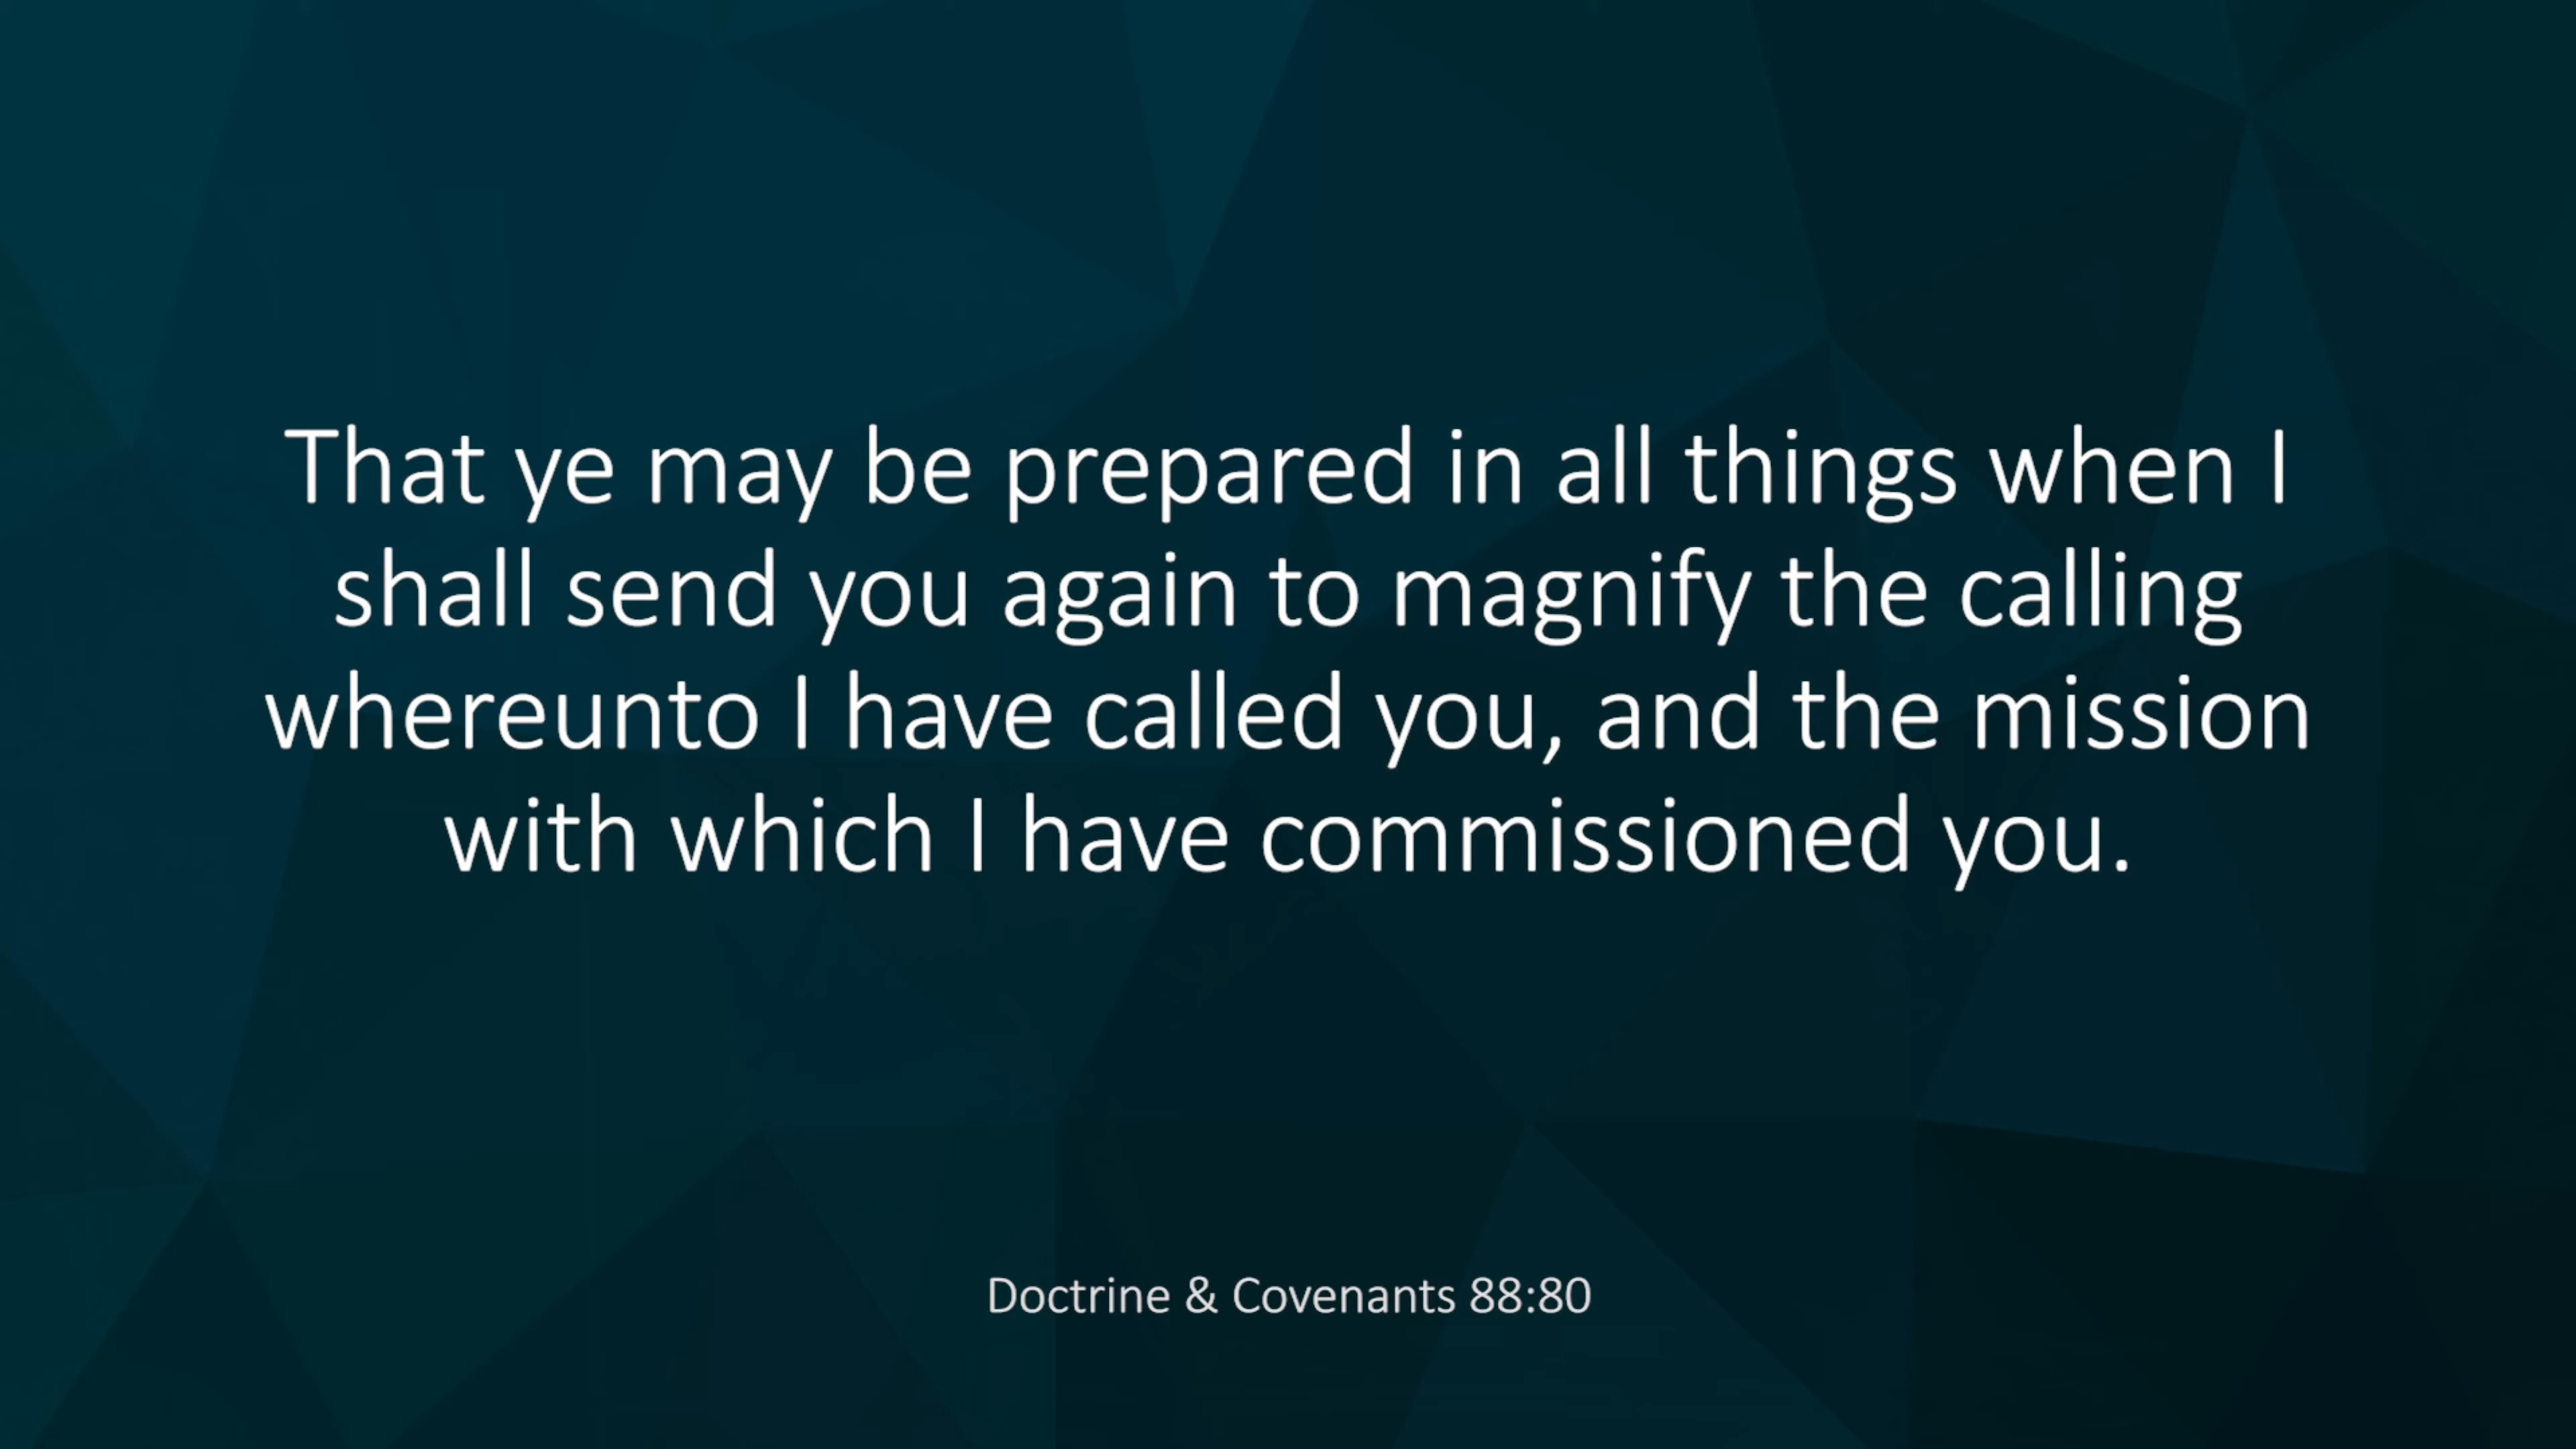 That ye may be prepared in all things when I
shall send you again to magnify the calling
whereunto I have called you, and the mission
with which I have commissioned you.
Doctrine & Covenants 88:80